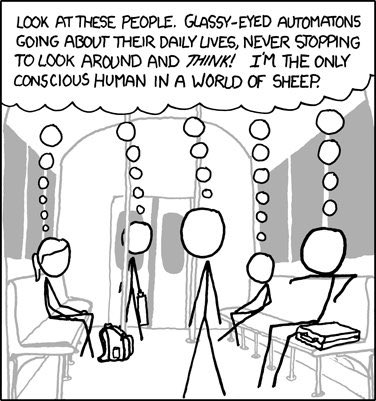 LOOK AT THESE PEOPLE. GLASSY-EYED AUTOMATONS
GOING ABOUT THEIR DAILY LIVES, NEVER STOPPING
TO LOOK AROUND AND THINK! I'M THE ONLY
CONSCIOUS HUMAN IN A WORLD OF SHEEP.